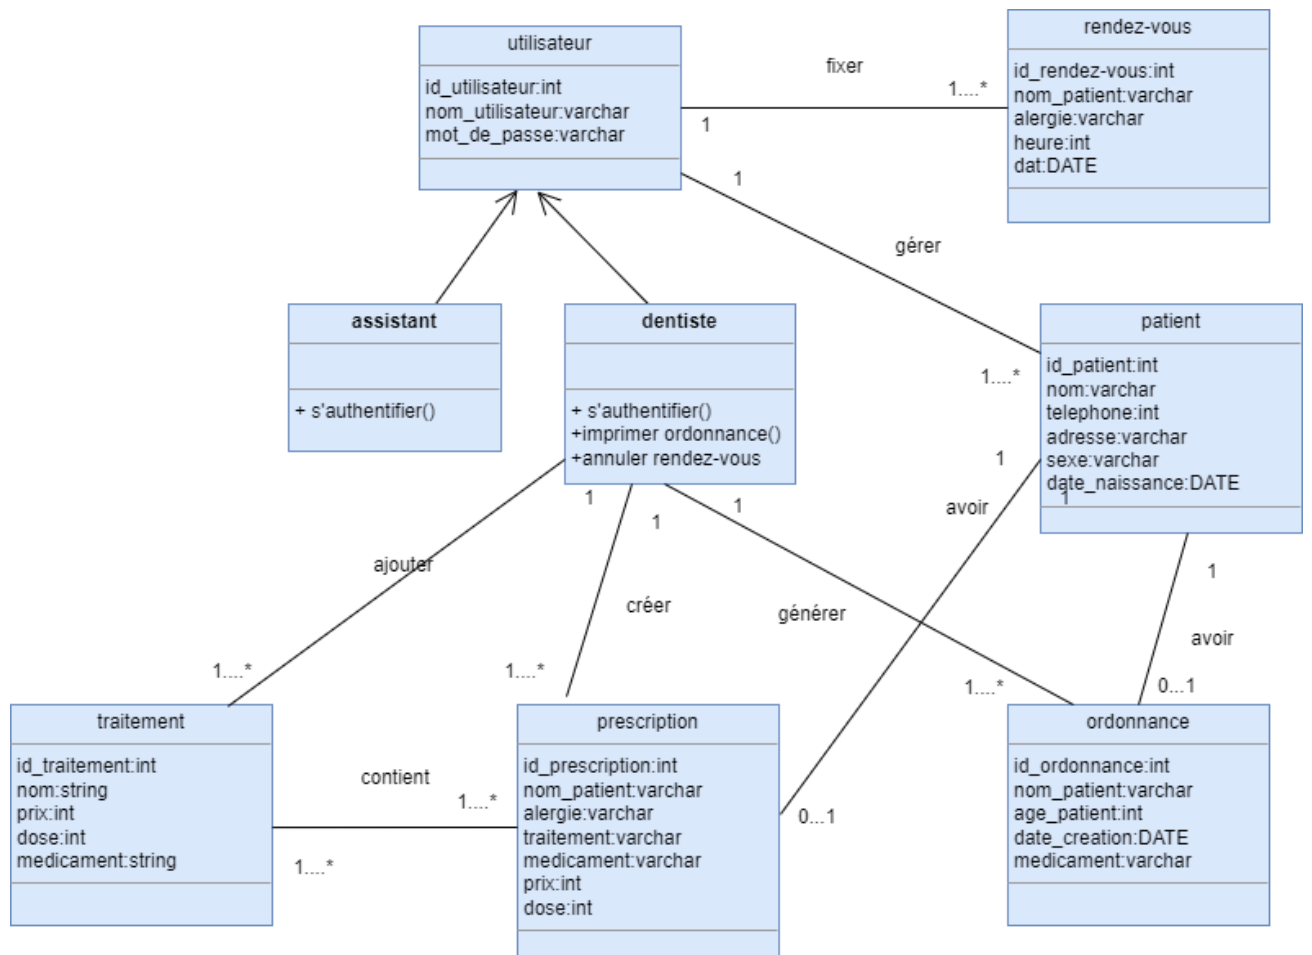 utilisateur
id_utilisateur:int
nom_utilisateur:varchar
mot_de_passe:varchar
fixer
1....*
1
rendez-vous
id_rendez-vous:int
nom_patient:varchar
alergie:varchar
heure:int
dat:DATE
1
gérer
1....*
assistant
+ s'authentifier()
dentiste
+ s'authentifier()
+imprimer ordonnance()
+annuler rendez-vous
patient
id_patient:int
nom:varchar
telephone:int
adresse:varchar
sexe:varchar
date_naissance:DATE
1
1
1
1
1
avoir
ajouter
créer
générer
1
avoir
1....*
1....*
1....*
0...1
traitement
id_traitement:int
nom:string
prix:int
dose:int
medicament:string
contient
1....*
1....*
prescription
id_prescription:int
nom_patient:varchar
alergie:varchar
traitement:varchar
medicament:varchar
prix:int
dose:int
0...1
ordonnance
id_ordonnance:int
nom_patient:varchar
age_patient:int
date_creation:DATE
medicament:varchar